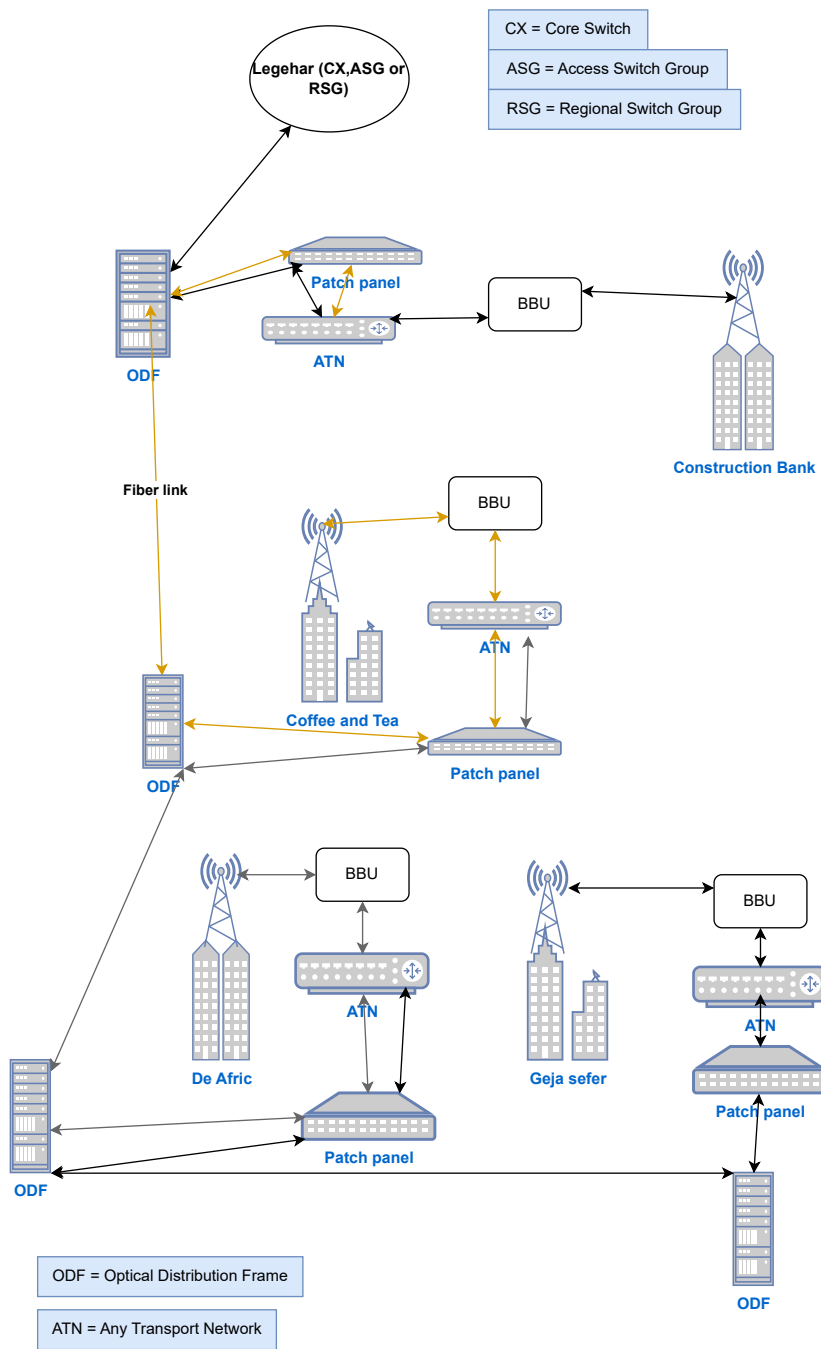 CX = Core Switch
Legehar (CX,ASG or
RSG)
ASG = Access Switch Group
RSG = Regional Switch Group
Patch panel
BBU
ODF
ATN
Construction Bank
Fiber link
BBU
ATN
Coffee and Tea
ODF
Patch panel
BBU
BBU
ATN
ATN
De Afric
Geja sefer
Patch panel
Patch panel
ODF
ODF = Optical Distribution Frame
ODF
ATN = Any Transport Network